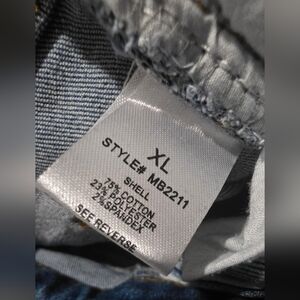 XL
STYLE# MB2211
SHELL
75% COTTON
23% POLYESTER
2% SPANDEX
SEE REVERSE